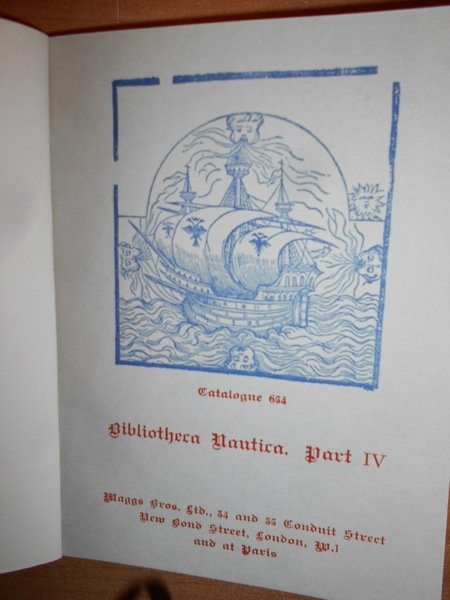 Catalogue 654
Bibliotheca Nautica. Part IV
Maggs Bros. Ltd., 34 and 35 Conduit Street
New Bond Street, London, W.1
and at Paris